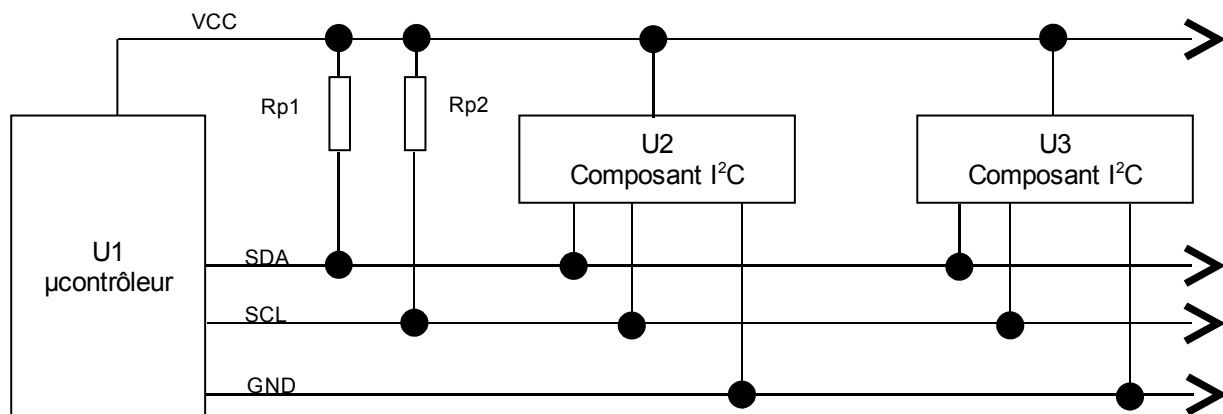 VCC
Rp1
Rp2
U2
Composant I²C
U3
Composant I²C
U1
µcontrôleur
SDA
SCL
GND